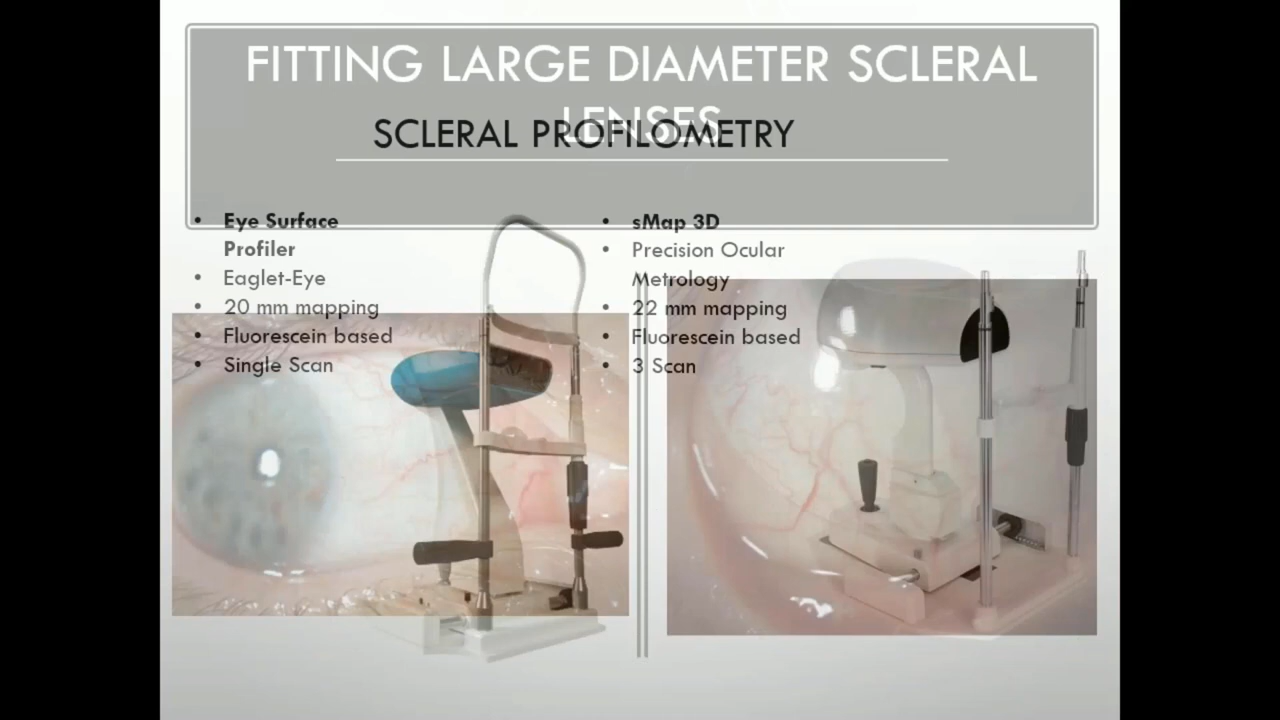 FITTING LARGE DIAMETER SCLERAL
LENSES
SCLERAL PROFILOMETRY
• Eye Surface
Profiler
• Eaglet-Eye
• 20 mm mapping
• Fluorescein based
• Single Scan
• sMap 3D
• Precision Ocular
Metrology
• 22 mm mapping
• Fluorescein based
• 3 Scan